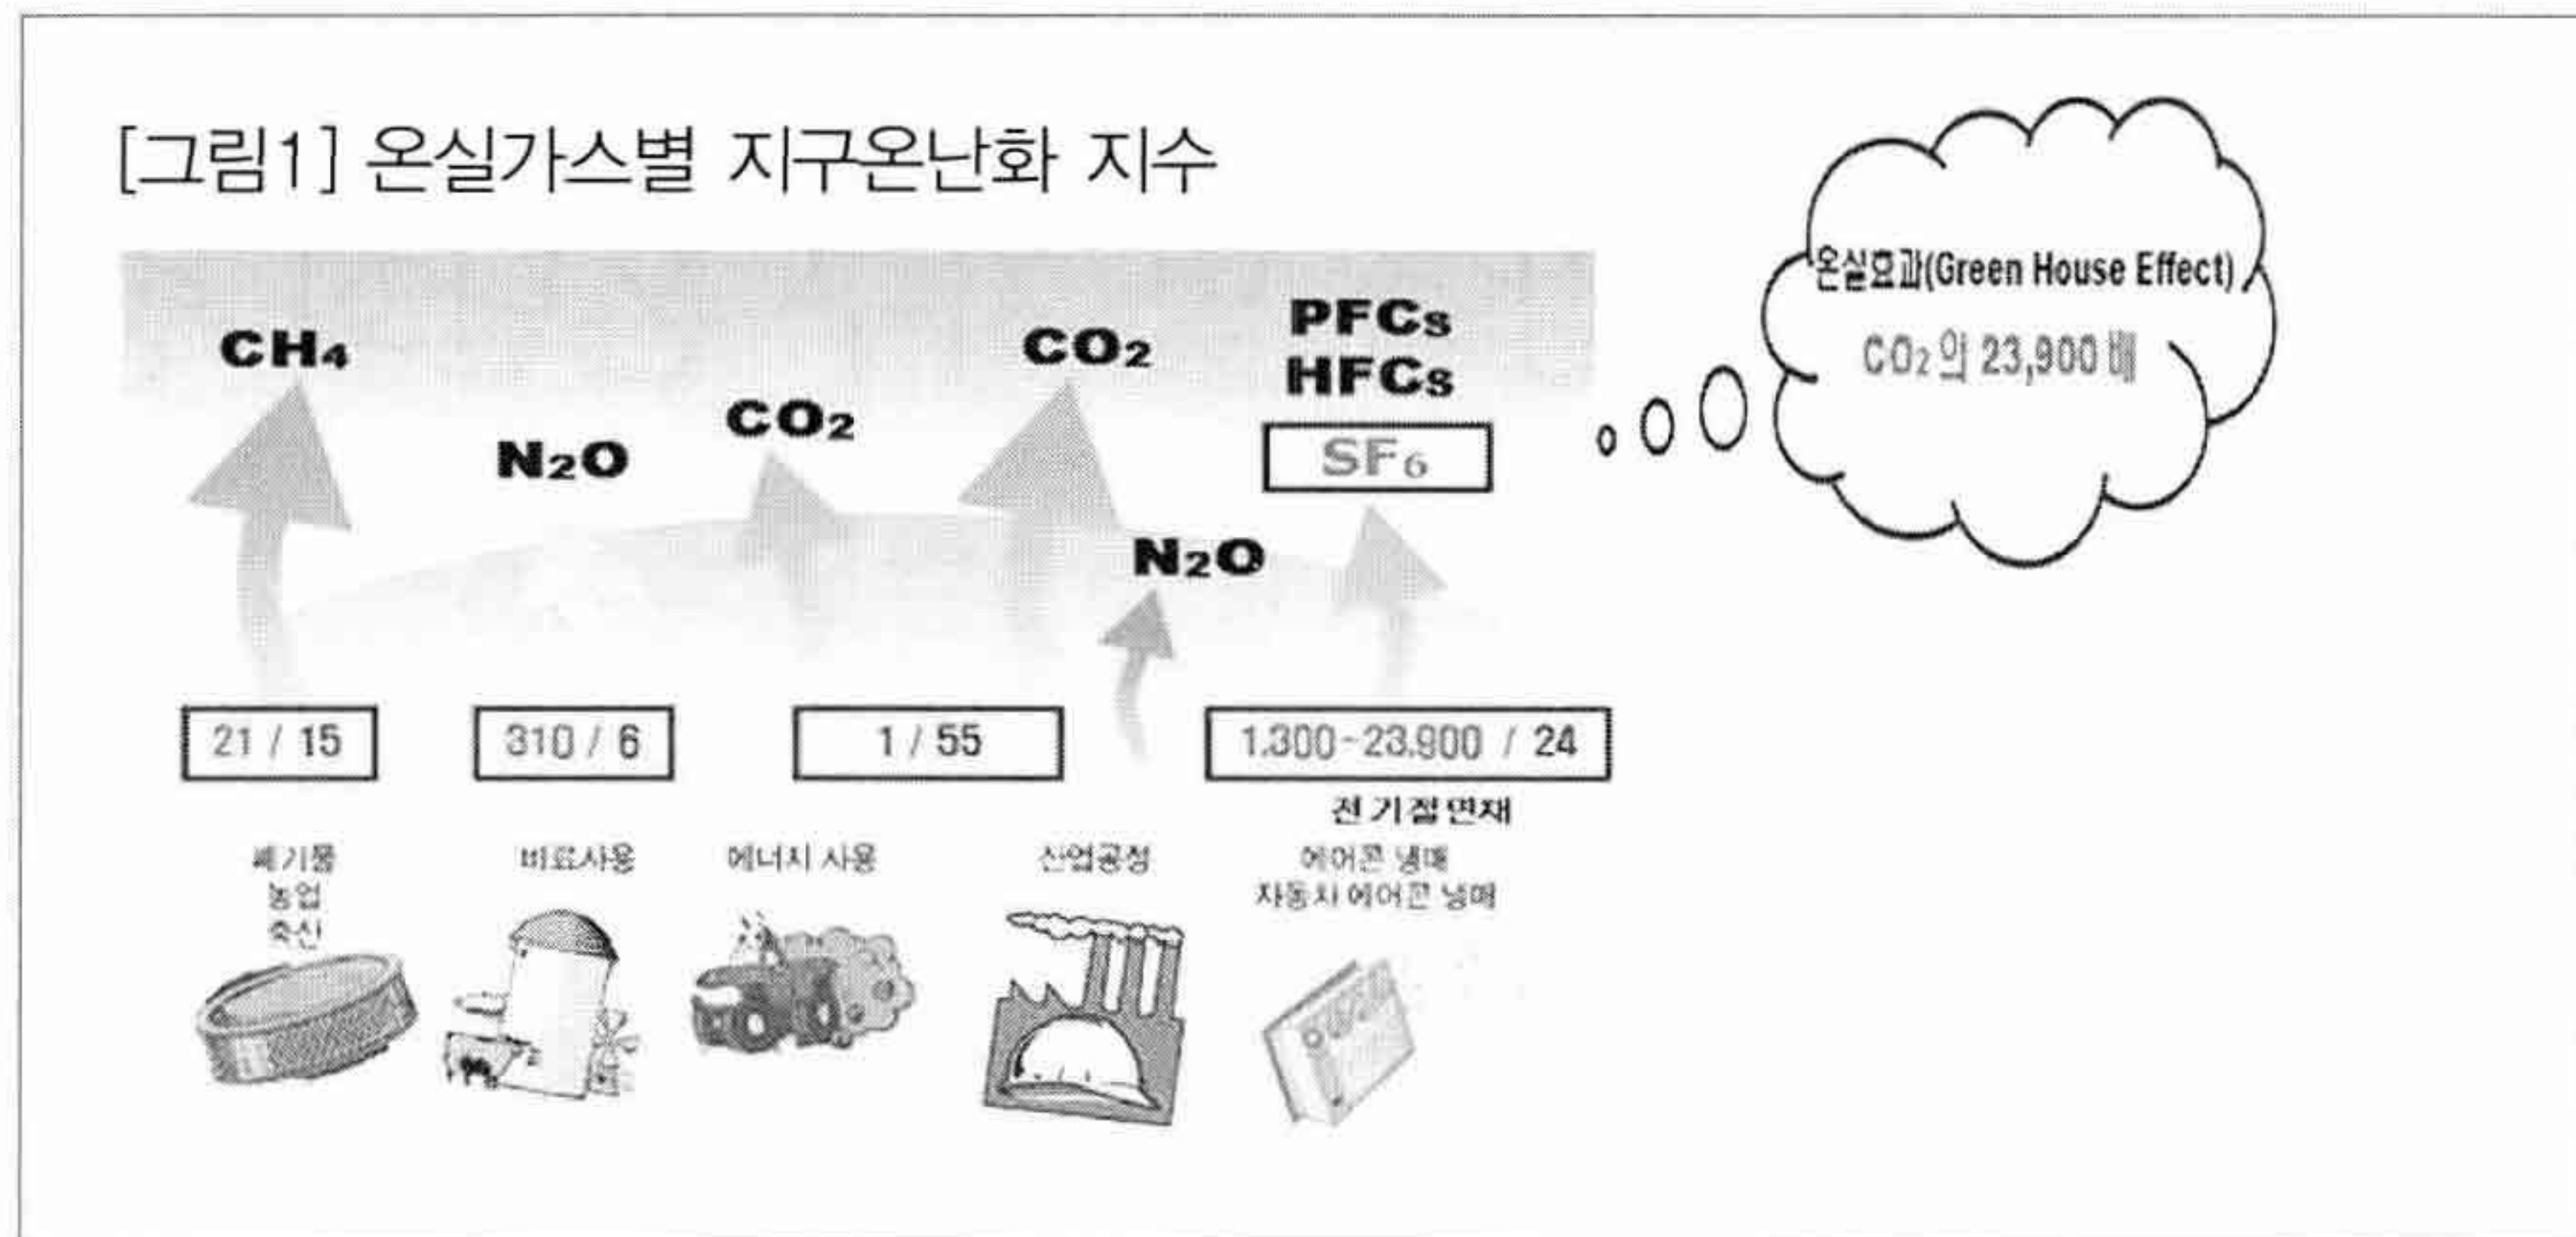 [그림1] 온실가스별 지구온난화 지수
온실효과(Green House Effect)
CO₂의 23,900 배
CH₄
N₂O
CO₂
CO₂
PFCs
HFCs
SF₆
N₂O
21 / 15
310 / 6
1 / 55
1.300-23.900 / 24
전기절연재
폐기물
농업
축산
비료사용
에너지 사용
산업공정
에어콘 냉매
자동차 에어콘 냉매